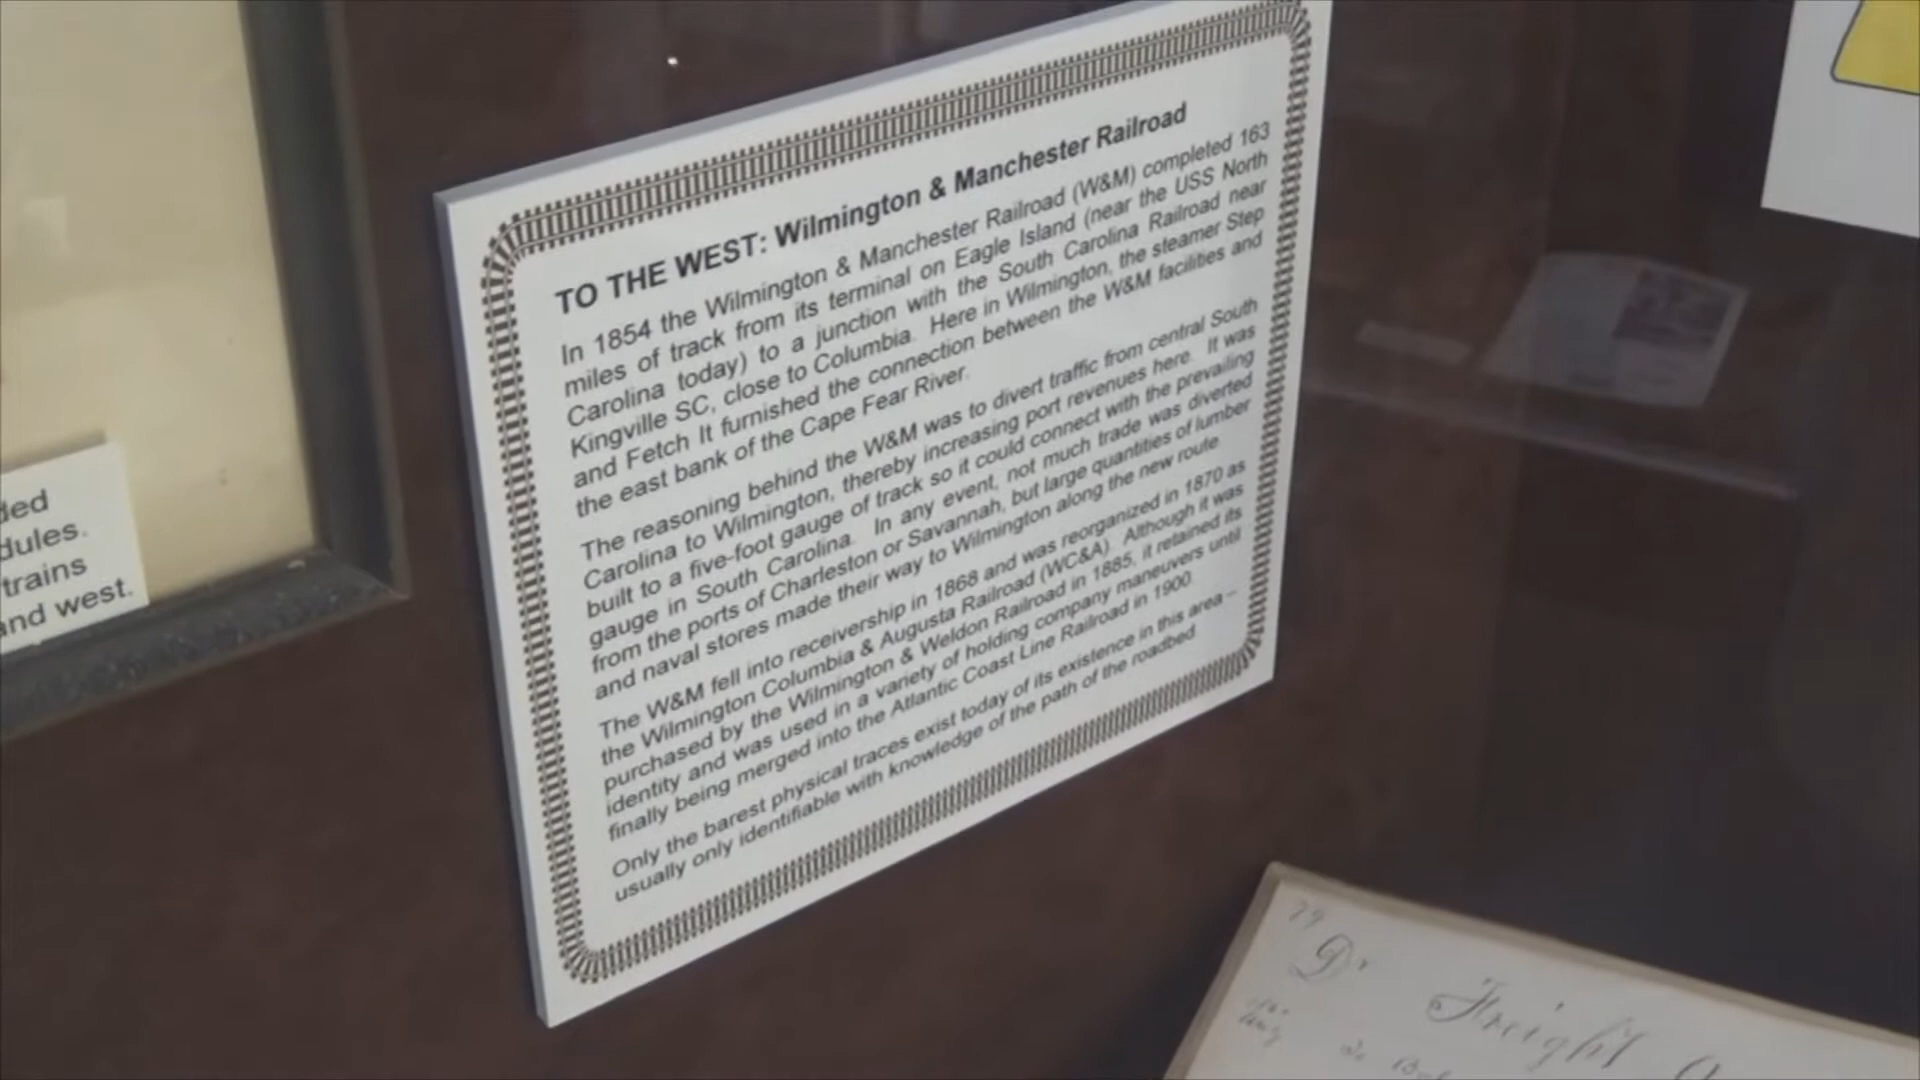 TO THE WEST: Wilmington & Manchester Railroad
In 1854 the Wilmington & Manchester Railroad (W&M) completed 163
miles of track from its terminal on Eagle Island (near the USS North
Carolina today) to a junction with the South Carolina Railroad near
Kingville SC, close to Columbia. Here in Wilmington, the steamer Step
and Fetch It furnished the connection between the W&M facilities and
the east bank of the Cape Fear River.
The reasoning behind the W&M was to divert traffic from central South
Carolina to Wilmington, thereby increasing port revenues here. It was
built to a five-foot gauge of track so it could connect with the prevailing
gauge in South Carolina. In any event, not much trade was diverted
from the ports of Charleston or Savannah, but large quantities of lumber
and naval stores made their way to Wilmington along the new route.
The W&M fell into receivership in 1868 and was reorganized in 1870 as
the Wilmington Columbia & Augusta Railroad (WC&A). Although it was
purchased by the Wilmington & Weldon Railroad in 1885, it retained its
identity and was used in a variety of holding company maneuvers until
finally being merged into the Atlantic Coast Line Railroad in 1900.
Only the barest physical traces exist today of its existence in this area –
usually only identifiable with knowledge of the path of the roadbed.
ded
dules.
trains
and west.
79
Dr
Freight